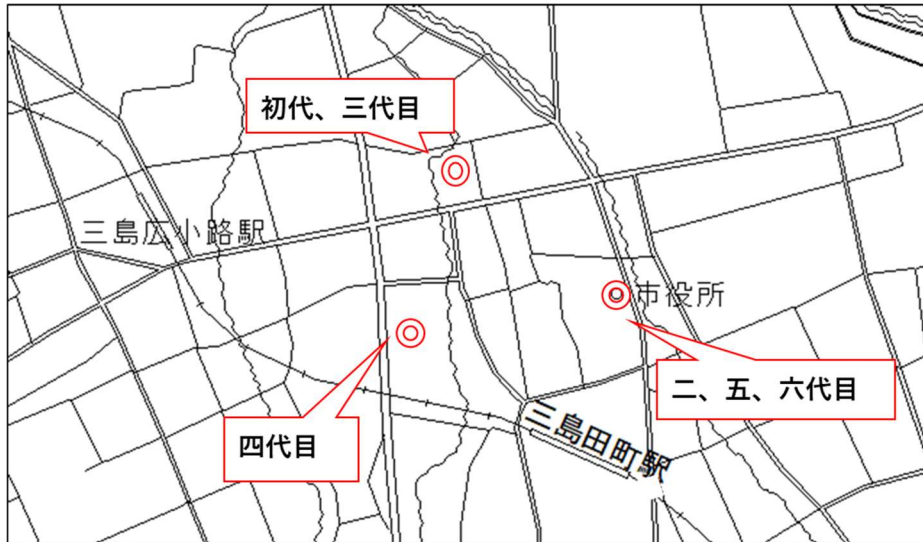 初代、三代目
三島広小路駅
市役所
二、五、六代目
四代目
三島田町駅